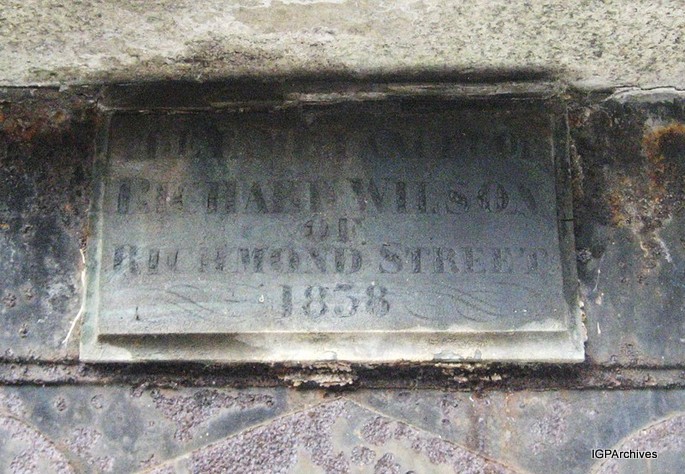 RICHARD WILSON
OF
RICHMOND STREET
1838
IGPArchives